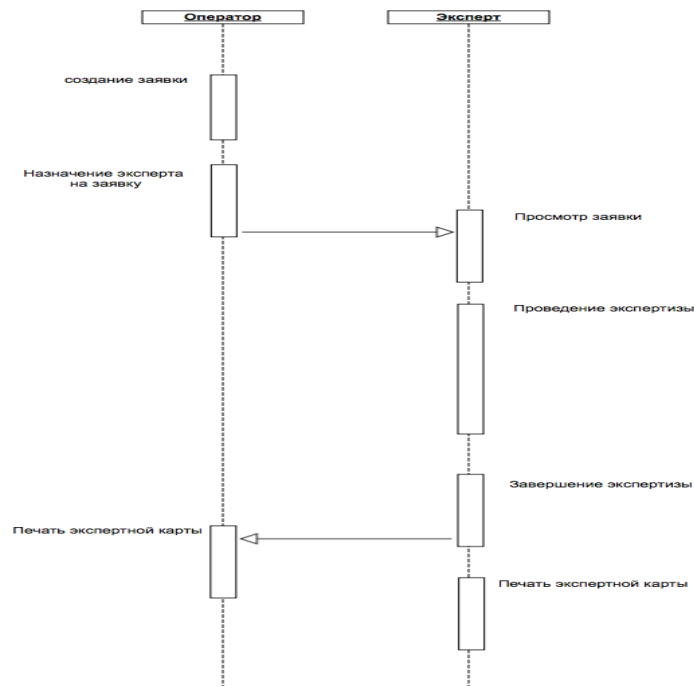 Оператор
Эксперт
создание заявки
Назначение эксперта
на заявку
Просмотр заявки
Проведение экспертизы
Завершение экспертизы
Печать экспертной карты
Печать экспертной карты